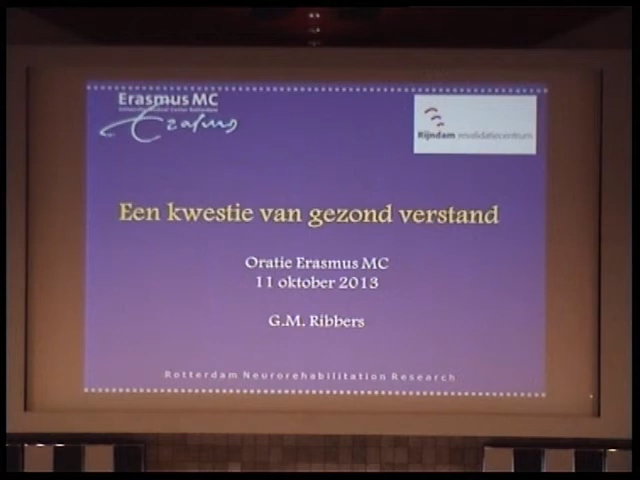 Erasmus MC
Erasmus
Rijndam revalidatiecentrum
Een kwestie van gezond verstand
Oratie Erasmus MC
11 oktober 2013
G.M. Ribbers
Rotterdam Neurorehabilitation Research